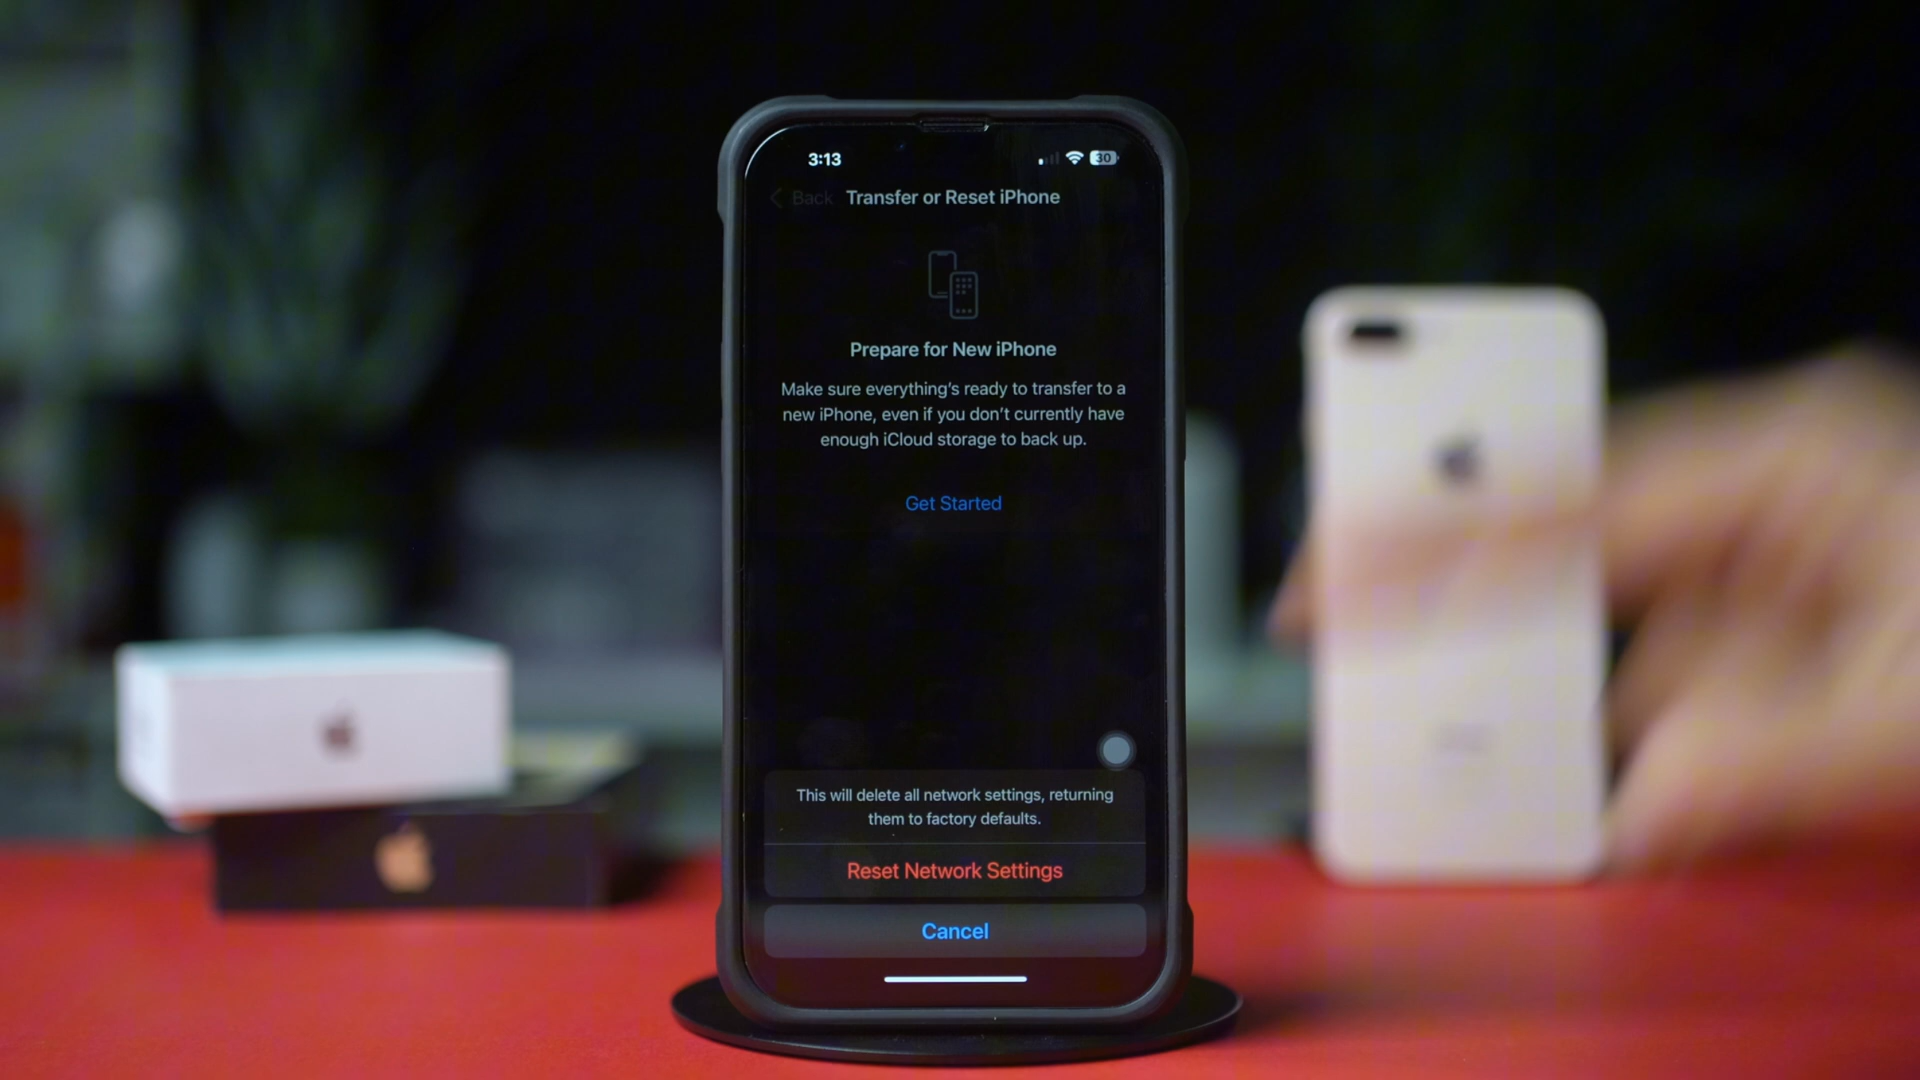 3:13
30
Back
Transfer or Reset iPhone
Prepare for New iPhone
Make sure everything's ready to transfer to a
new iPhone, even if you don't currently have
enough iCloud storage to back up.
Get Started
This will delete all network settings, returning
them to factory defaults.
Reset Network Settings
Cancel